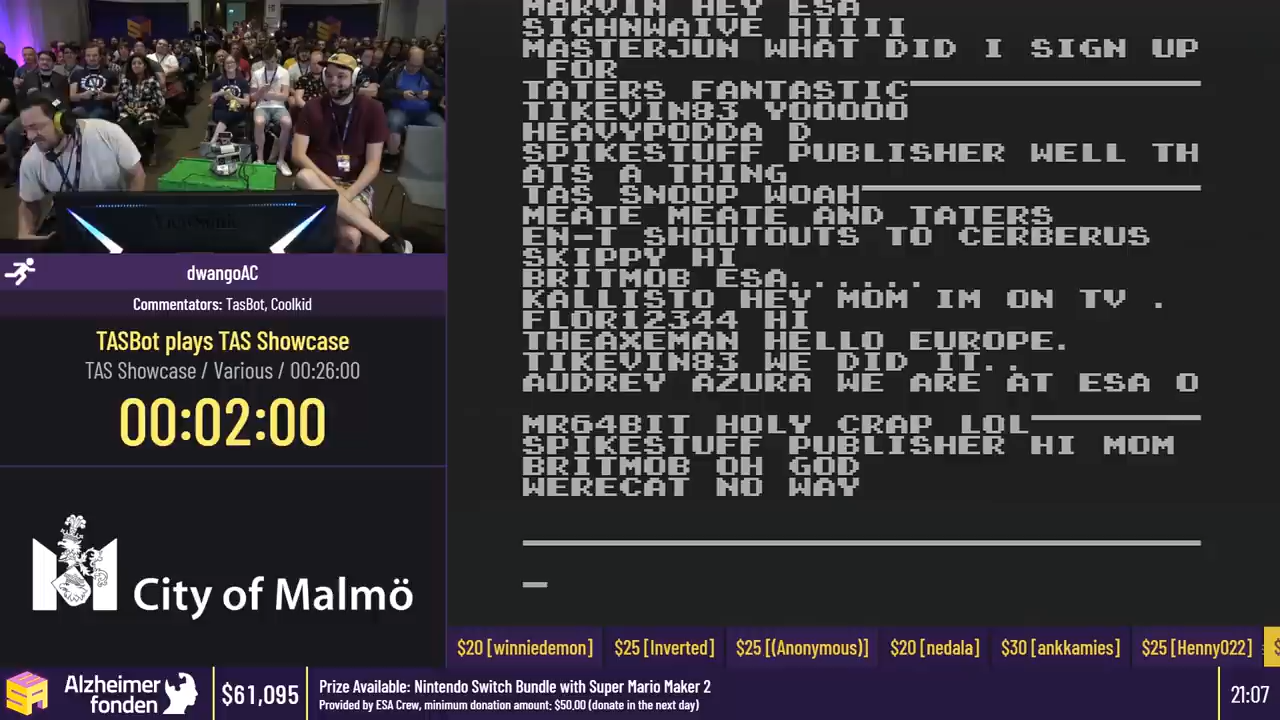 MARVIN HEY ESA
SIGHNWAIVE HIIII
MASTERJUN WHAT DID I SIGN UP
FOR
TATERS FANTASTIC
TIKEVIN83 YOOOOO
HEAVYPODDA D
SPIKESTUFF PUBLISHER WELL TH
ATS A THING
TAS SNOOP WOAH
MEATE MEATE AND TATERS
EN-T SHOUTOUTS TO CERBERUS
SKIPPY HI
BRITMOB ESA......
KALLISTO HEY MOM IM ON TV .
FLOR12344 HI
THEAXEMAN HELLO EUROPE.
TIKEVIN83 WE DID IT..
AUDREY AZURA WE ARE AT ESA O
MR64BIT HOLY CRAP LOL
SPIKESTUFF PUBLISHER HI MOM
BRITMOB OH GOD
WERECAT NO WAY
dwangoAC
Commentators: TasBot, Coolkid
TASBot plays TAS Showcase
TAS Showcase / Various / 00:26:00
00:02:00
City of Malmö
$20 [winniedemon] $25 [Inverted] $25 [(Anonymous)] $20 [nedala] $30 [ankkamies] $25 [Henny022]
Alzheimer
fonden
$61,095
Prize Available: Nintendo Switch Bundle with Super Mario Maker 2
Provided by ESA Crew, minimum donation amount: $50.00 (donate in the next day)
21:07